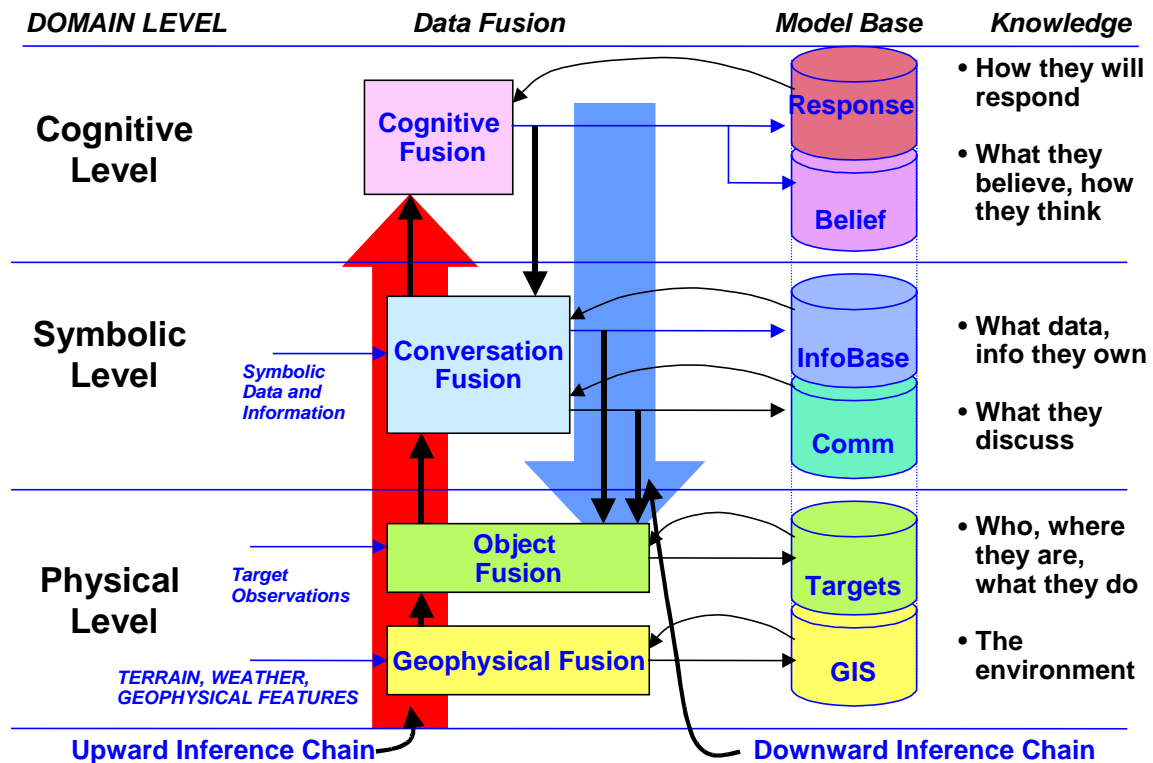 DOMAIN LEVEL
Data Fusion
Model Base
Knowledge
Cognitive
Level
Cognitive
Fusion
Response
Belief
• How they will
respond
• What they
believe, how
they think
Symbolic
Level
Symbolic
Data and
Information
Conversation
Fusion
InfoBase
Comm
• What data,
info they own
• What they
discuss
Physical
Level
Target
Observations
Object
Fusion
Targets
• Who, where
they are,
what they do
TERRAIN, WEATHER,
GEOPHYSICAL FEATURES
Geophysical Fusion
GIS
• The
environment
Upward Inference Chain
Downward Inference Chain